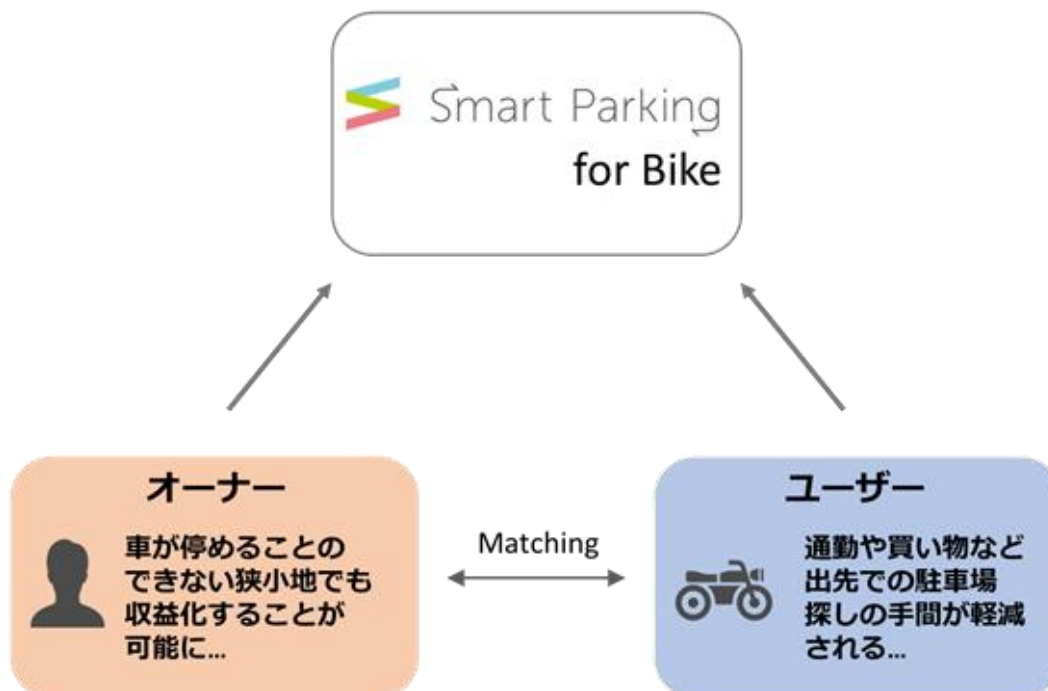 Smart Parking
for Bike
オーナー
車が停めることの
できない狭小地でも
収益化することが
可能に...
Matching
ユーザー
通勤や買い物など
出先での駐車場
探しの手間が軽減
される...